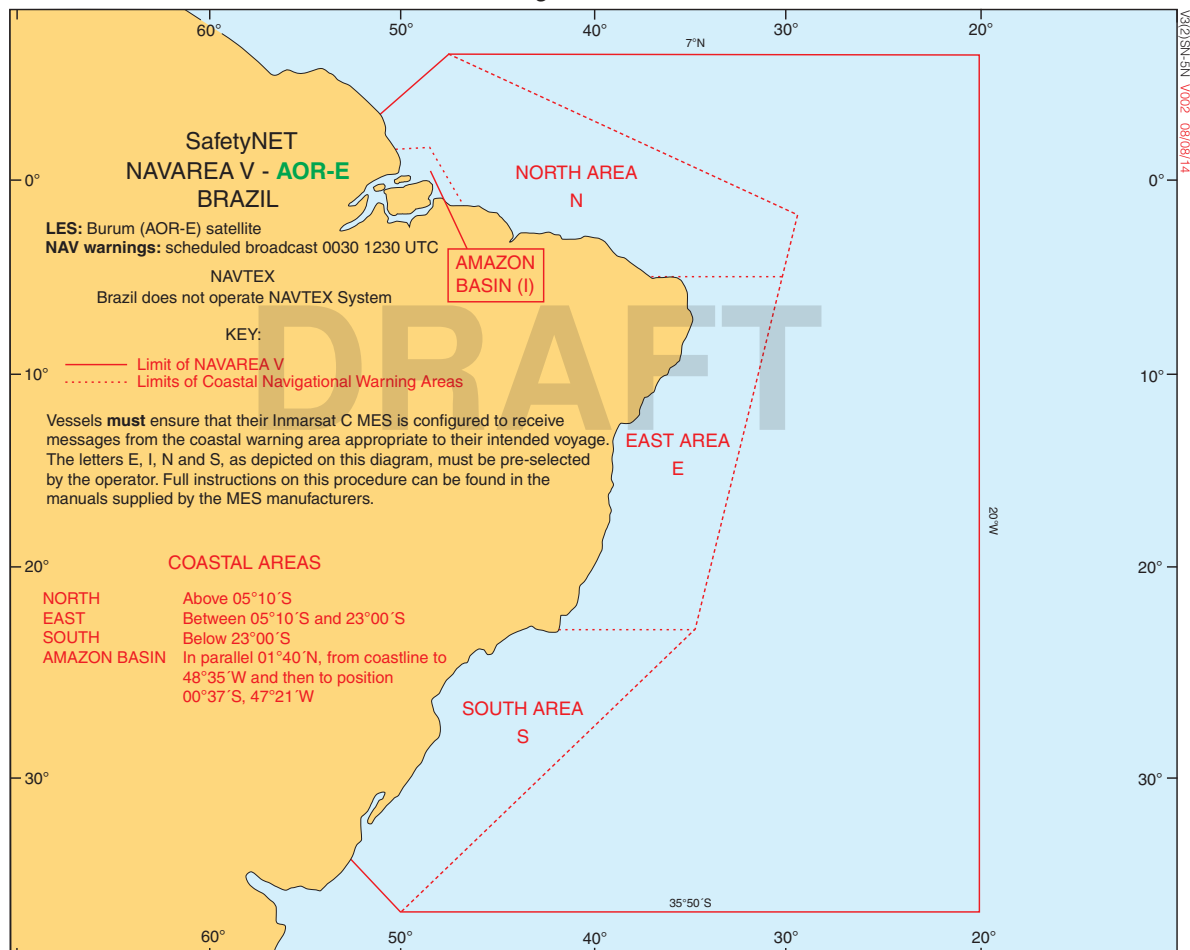 60°
50°
40°
30°
20°
7°N
V3(2)SN-5N V002 08/08/14
SafetyNET
NAVAREA V - AOR-E
BRAZIL
0°
0°
NORTH AREA
N
LES: Burum (AOR-E) satellite
NAV warnings: scheduled broadcast 0030 1230 UTC
AMAZON
BASIN (I)
NAVTEX
Brazil does not operate NAVTEX System
DRAFT
KEY:
Limit of NAVAREA V
Limits of Coastal Navigational Warning Areas
10°
10°
Vessels must ensure that their Inmarsat C MES is configured to receive
messages from the coastal warning area appropriate to their intended voyage.
The letters E, I, N and S, as depicted on this diagram, must be pre-selected
by the operator. Full instructions on this procedure can be found in the
manuals supplied by the MES manufacturers.
EAST AREA
E
20°W
20°
20°
COASTAL AREAS
NORTH Above 05°10´S
EAST Between 05°10´S and 23°00´S
SOUTH Below 23°00´S
AMAZON BASIN In parallel 01°40´N, from coastline to
48°35´W and then to position
00°37´S, 47°21´W
SOUTH AREA
S
30°
30°
35°50´S
60°
50°
40°
30°
20°